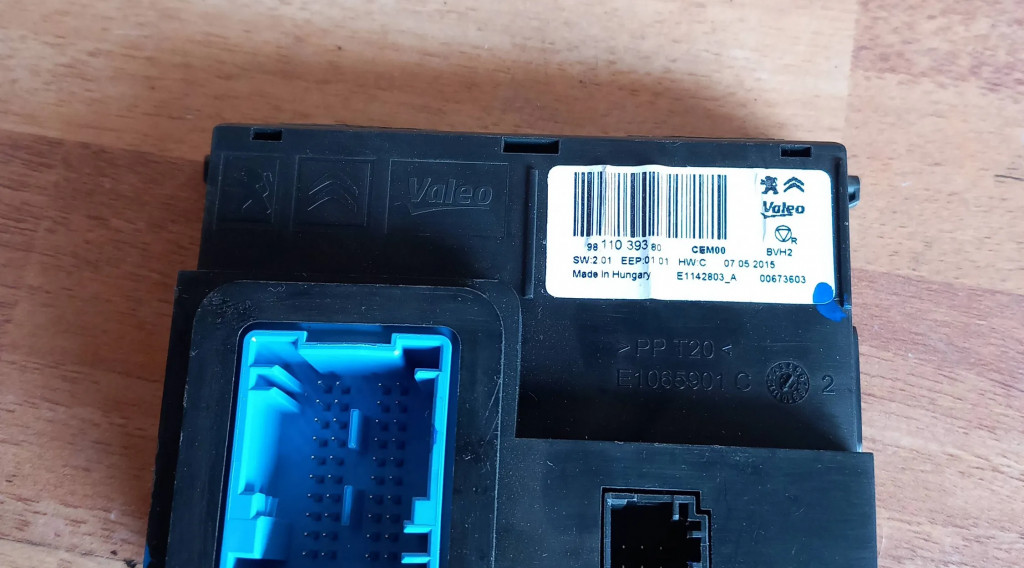 Valeo
Valeo
98 110 393 80 CEM00
R
BVH2
SW:2 01 EEP:01 01 HW:C 07 05 2015
Made in Hungary E1142803_A 00673603
>PP T20<
E1065901 C 2